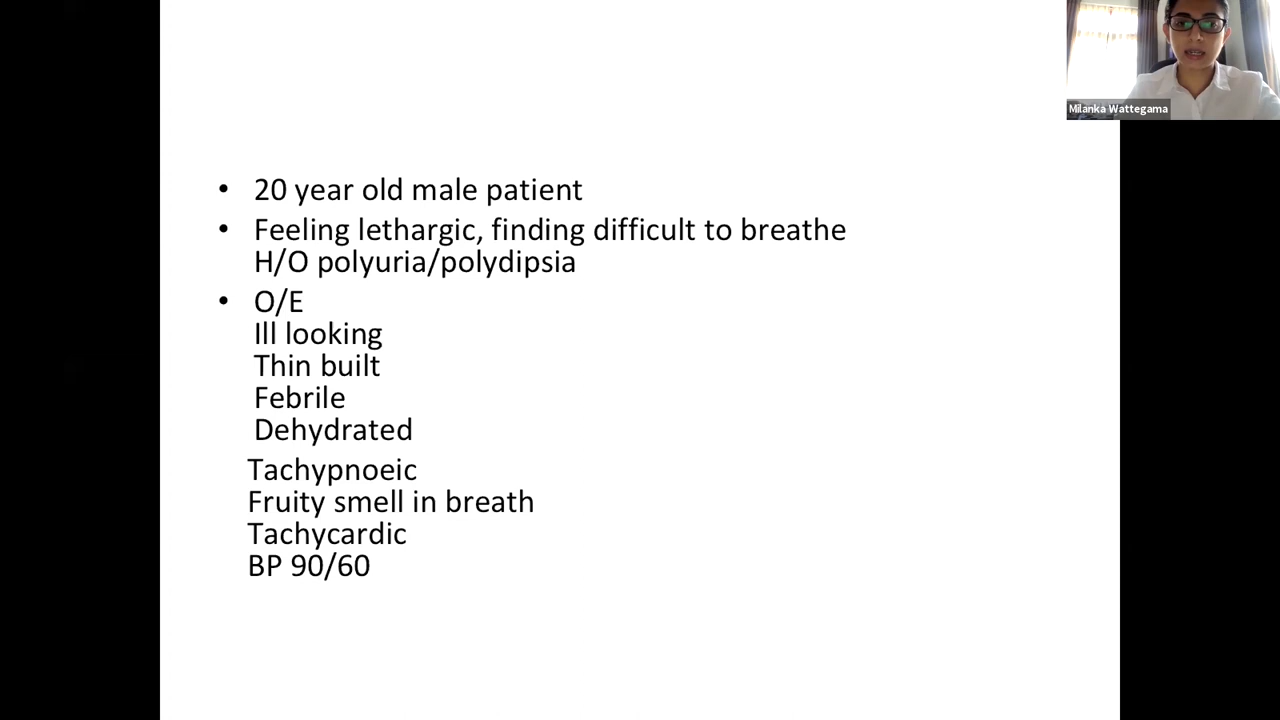 Milanka Wattegama
• 20 year old male patient
• Feeling lethargic, finding difficult to breathe
H/O polyuria/polydipsia
• O/E
Ill looking
Thin built
Febrile
Dehydrated
Tachypnoeic
Fruity smell in breath
Tachycardic
BP 90/60